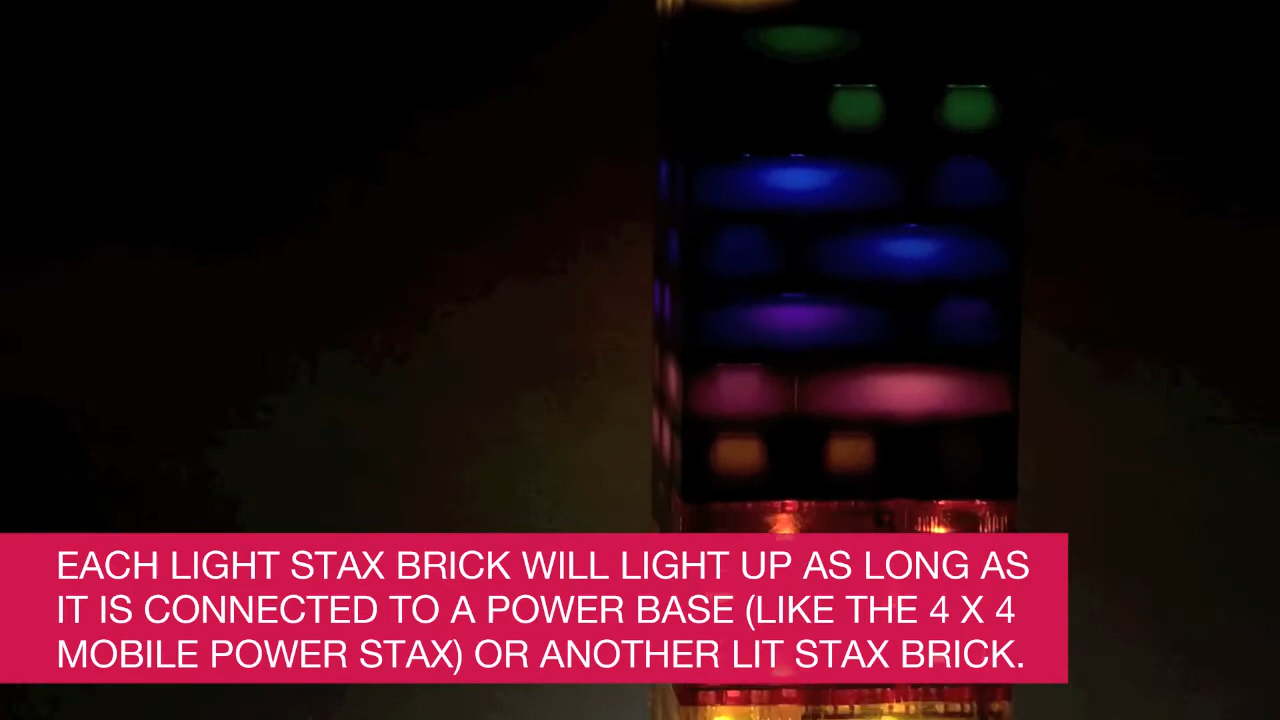 EACH LIGHT STAX BRICK WILL LIGHT UP AS LONG AS
IT IS CONNECTED TO A POWER BASE (LIKE THE 4 X 4
MOBILE POWER STAX) OR ANOTHER LIT STAX BRICK.